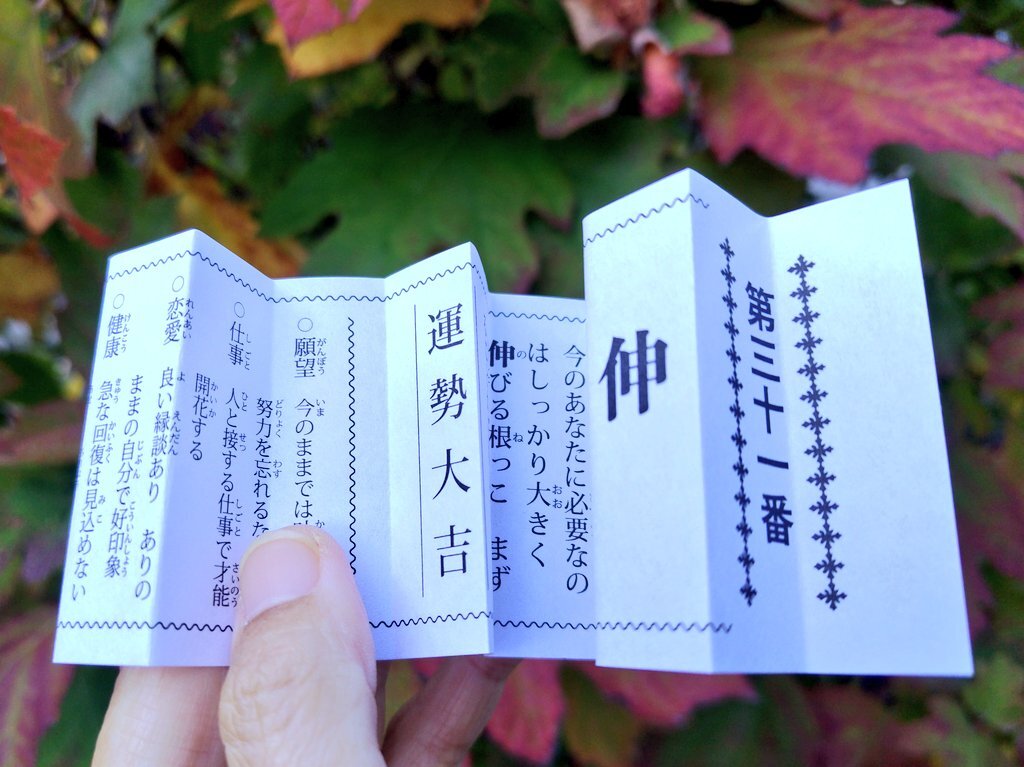 第三十一番
伸
今のあなたに必要なの
はしっかり大きく
伸びる根っこ　まず
運勢大吉
○願望　今のままでは
努力を忘れるな
○仕事　人と接する仕事で才能
開花する
○恋愛　良い縁談あり　ありの
ままの自分で好印象
○健康　急な回復は見込めない